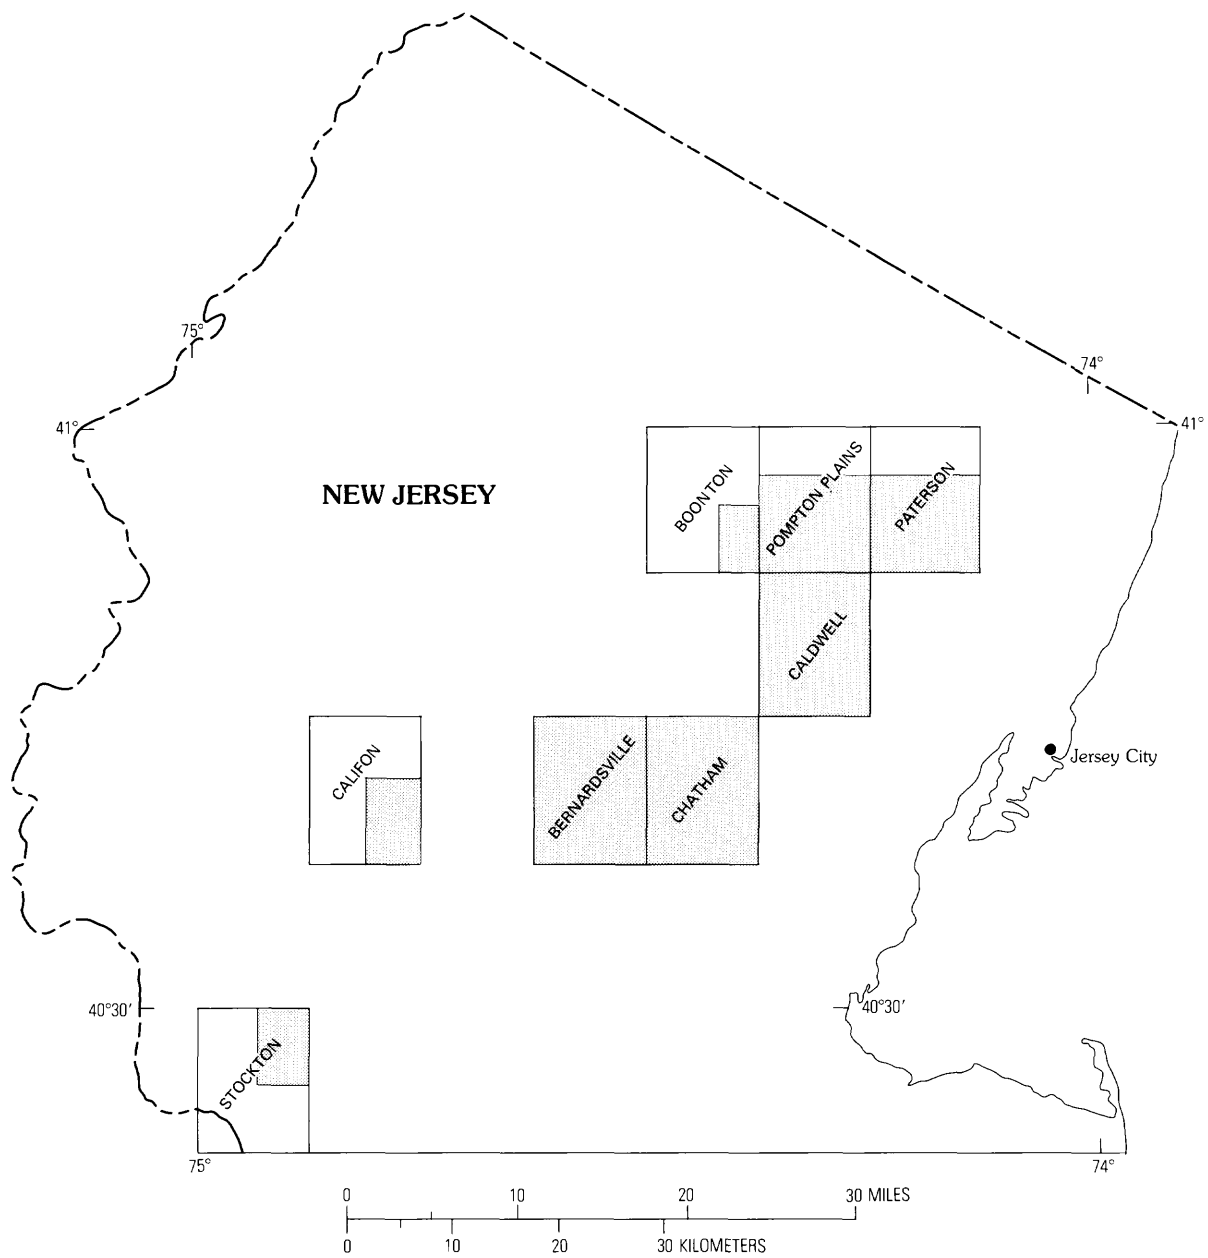 75°
74°
41°
41°
NEW JERSEY
BOONTON
POMPTON PLAINS
PATERSON
CALDWELL
CALIFON
BERNARDSVILLE
CHATHAM
Jersey City
40°30'
40°30'
STOCKTON
75°
74°
0 10 20 30 MILES
0 10 20 30 KILOMETERS